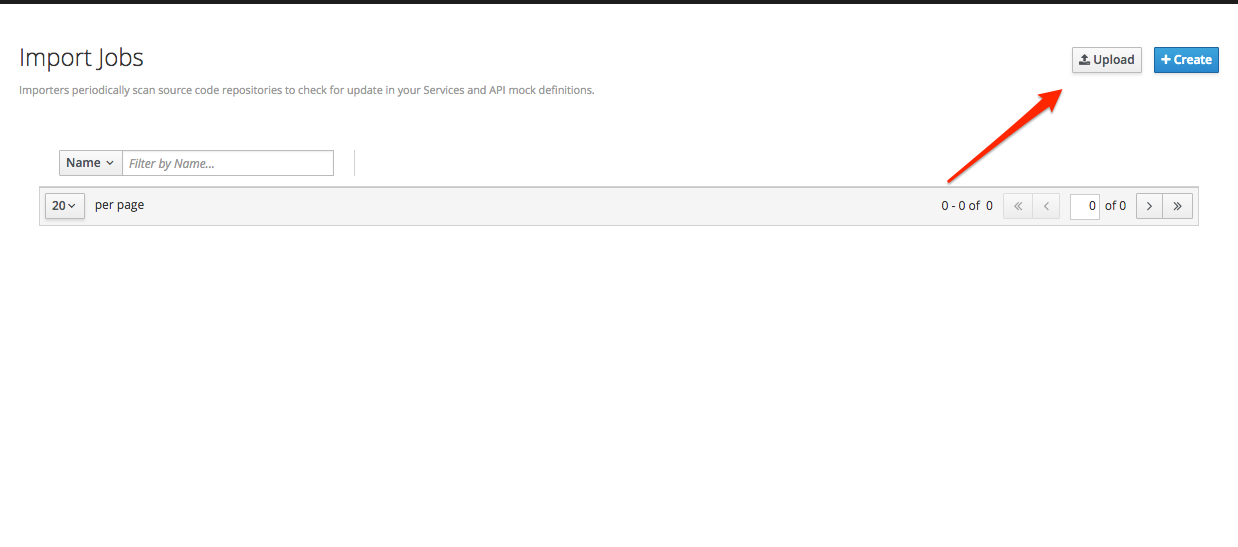 Import Jobs
Upload
Create
Importers periodically scan source code repositories to check for update in your Services and API mock definitions.
Name
Filter by Name...
20 per page
0 - 0 of 0
0 of 0